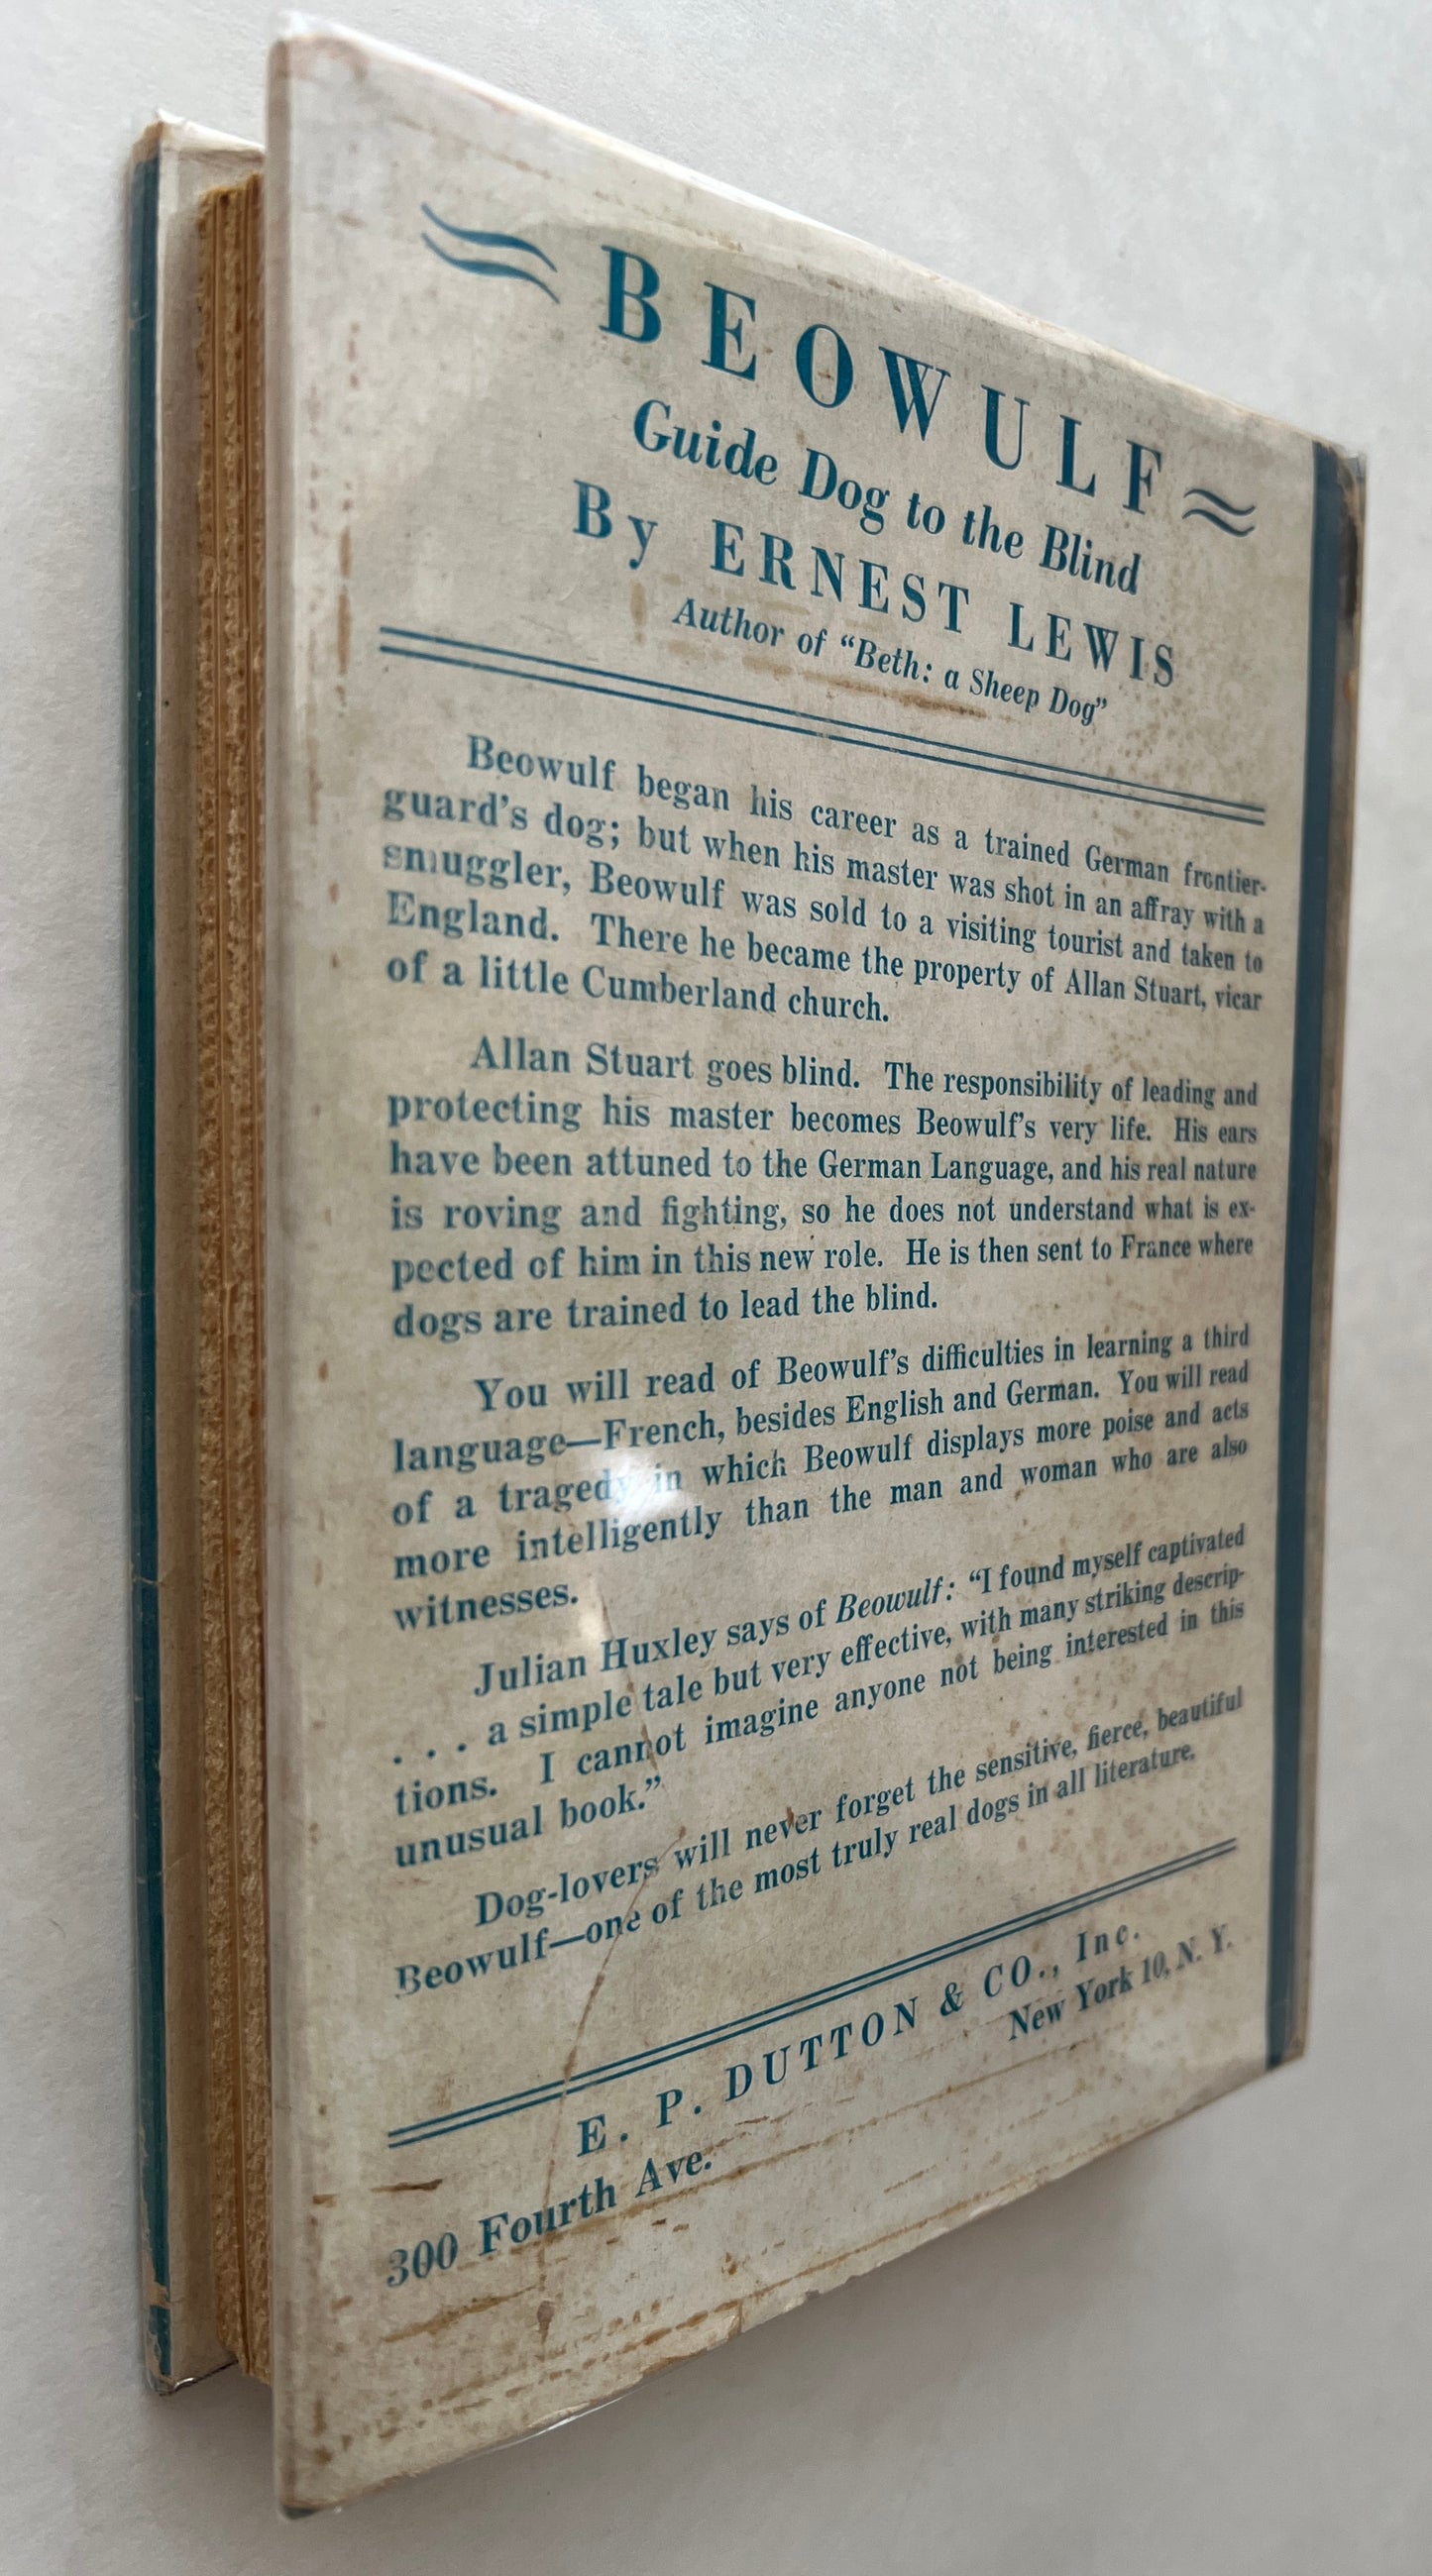 BEOWULF
Guide Dog to the Blind
By ERNEST LEWIS
Author of “Beth: a Sheep Dog”
Beowulf began his career as a trained German frontier-
guard’s dog; but when his master was shot in an affray with a
smuggler, Beowulf was sold to a visiting tourist and taken to
England. There he became the property of Allan Stuart, vicar
of a little Cumberland church.
Allan Stuart goes blind. The responsibility of leading and
protecting his master becomes Beowulf’s very life. His ears
have been attuned to the German Language, and his real nature
is roving and fighting, so he does not understand what is ex-
pected of him in this new role. He is then sent to France where
dogs are trained to lead the blind.
You will read of Beowulf’s difficulties in learning a third
language—French, besides English and German. You will read
of a tragedy in which Beowulf displays more poise and acts
more intelligently than the man and woman who are also
witnesses.
Julian Huxley says of Beowulf: “I found myself captivated
. . . a simple tale but very effective, with many striking descrip-
tions. I cannot imagine anyone not being interested in this
unusual book.”
Dog-lovers will never forget the sensitive, fierce, beautiful
Beowulf—one of the most truly real dogs in all literature.
E. P. DUTTON & CO., Inc.
300 Fourth Ave. New York 10, N. Y.